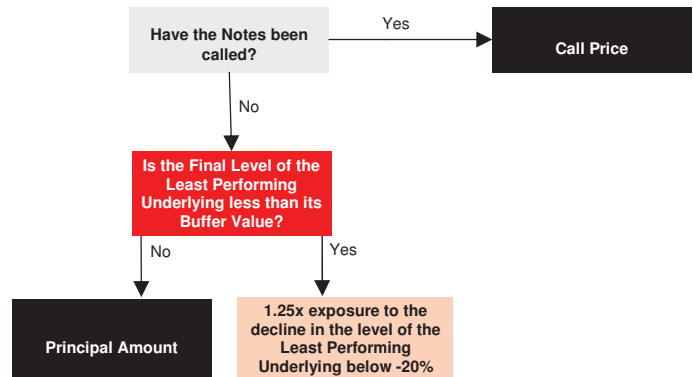 Have the Notes been
called?
Yes
Call Price
No
Is the Final Level of the
Least Performing
Underlying less than its
Buffer Value?
No
Yes
Principal Amount
1.25x exposure to the
decline in the level of the
Least Performing
Underlying below -20%